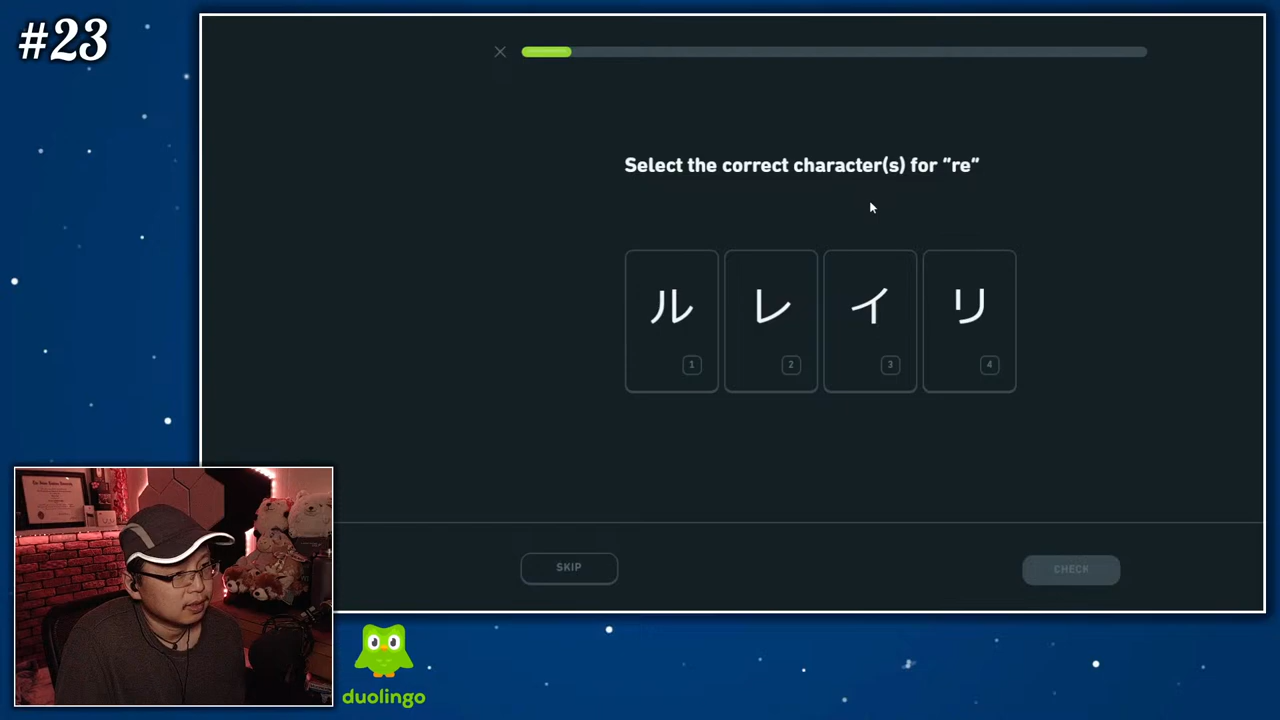 #23
Select the correct character(s) for "re"
ル レ イ リ
1 2 3 4
SKIP
CHECK
duolingo